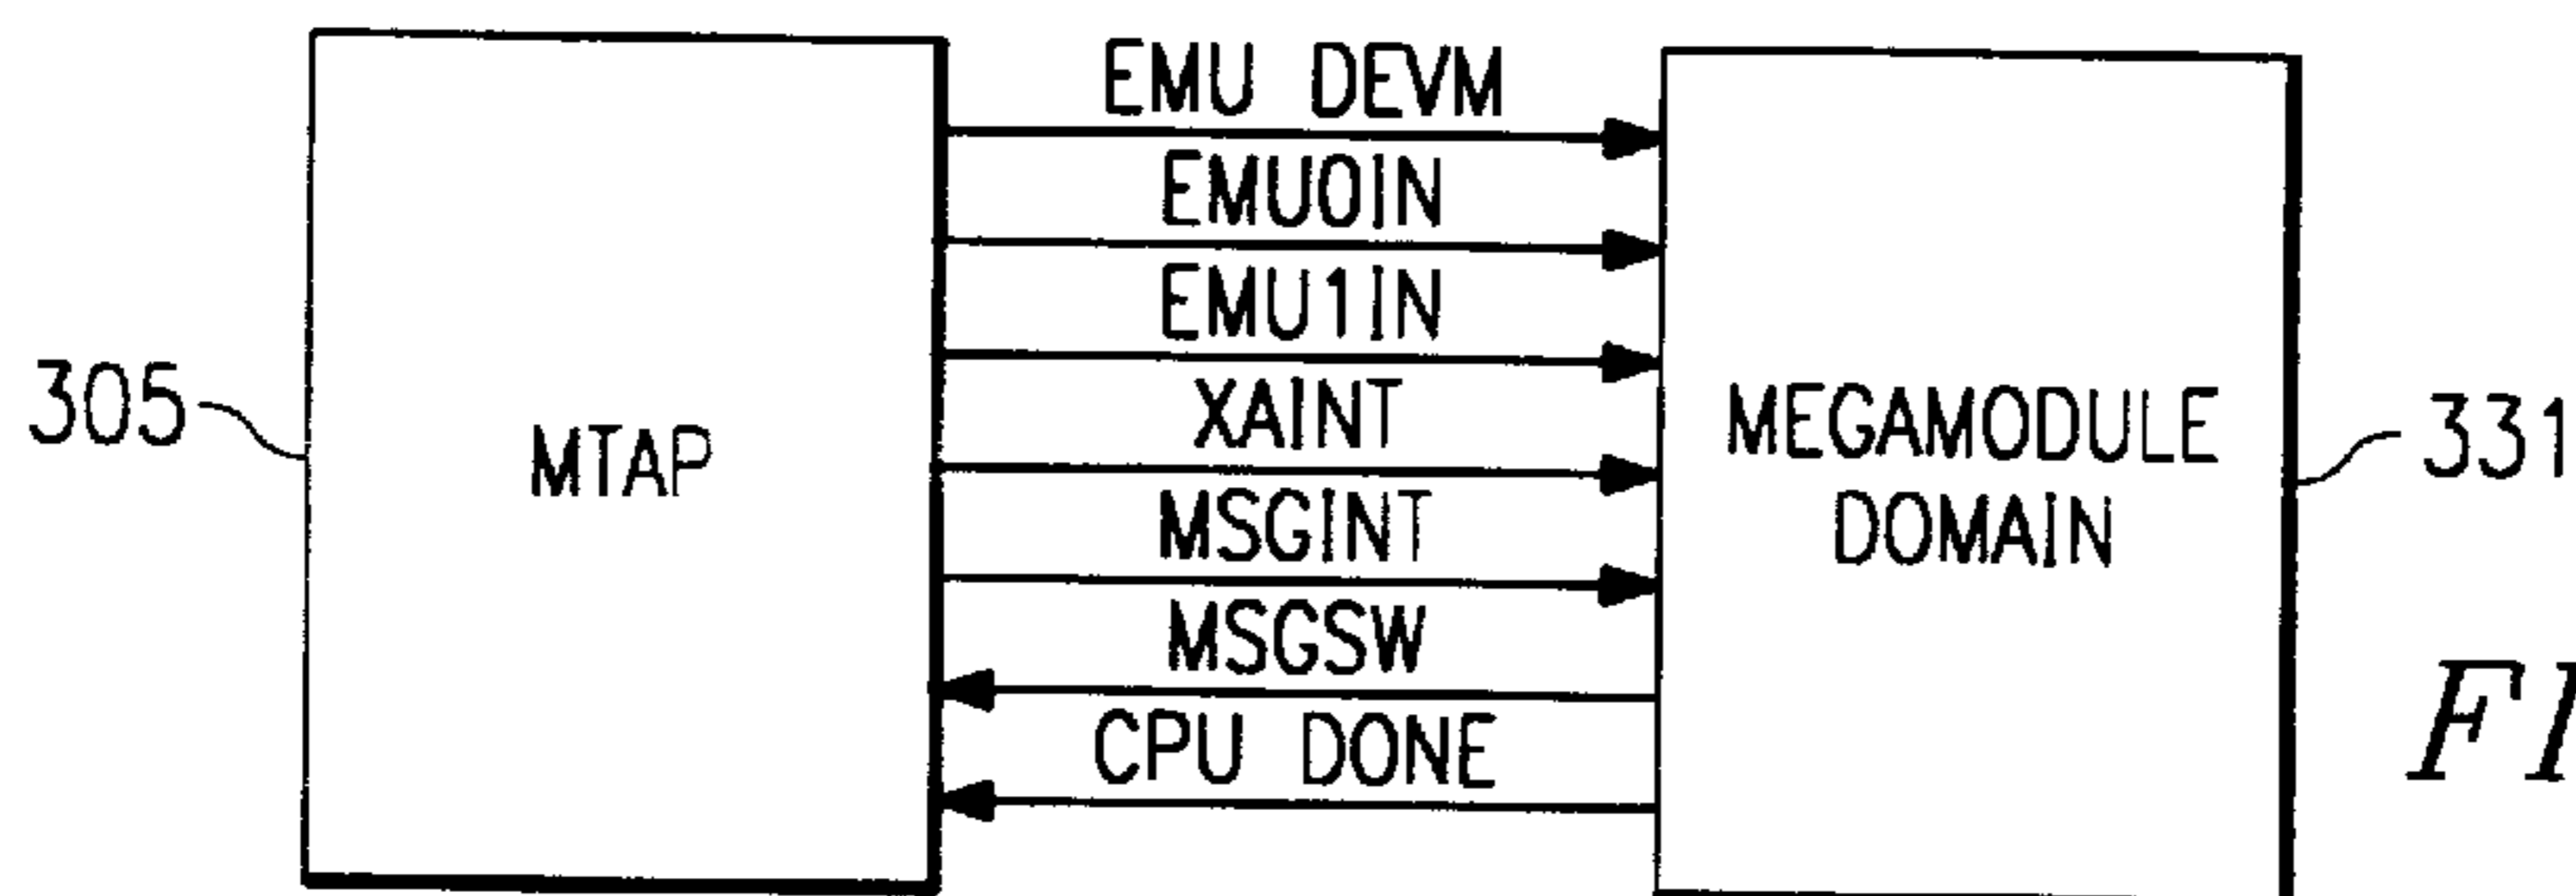 EMU DEVM
EMU0IN
EMU1IN
XAINT
MSGINT
MSGSW
CPU DONE
305
MTAP
MEGAMODULE
DOMAIN
331